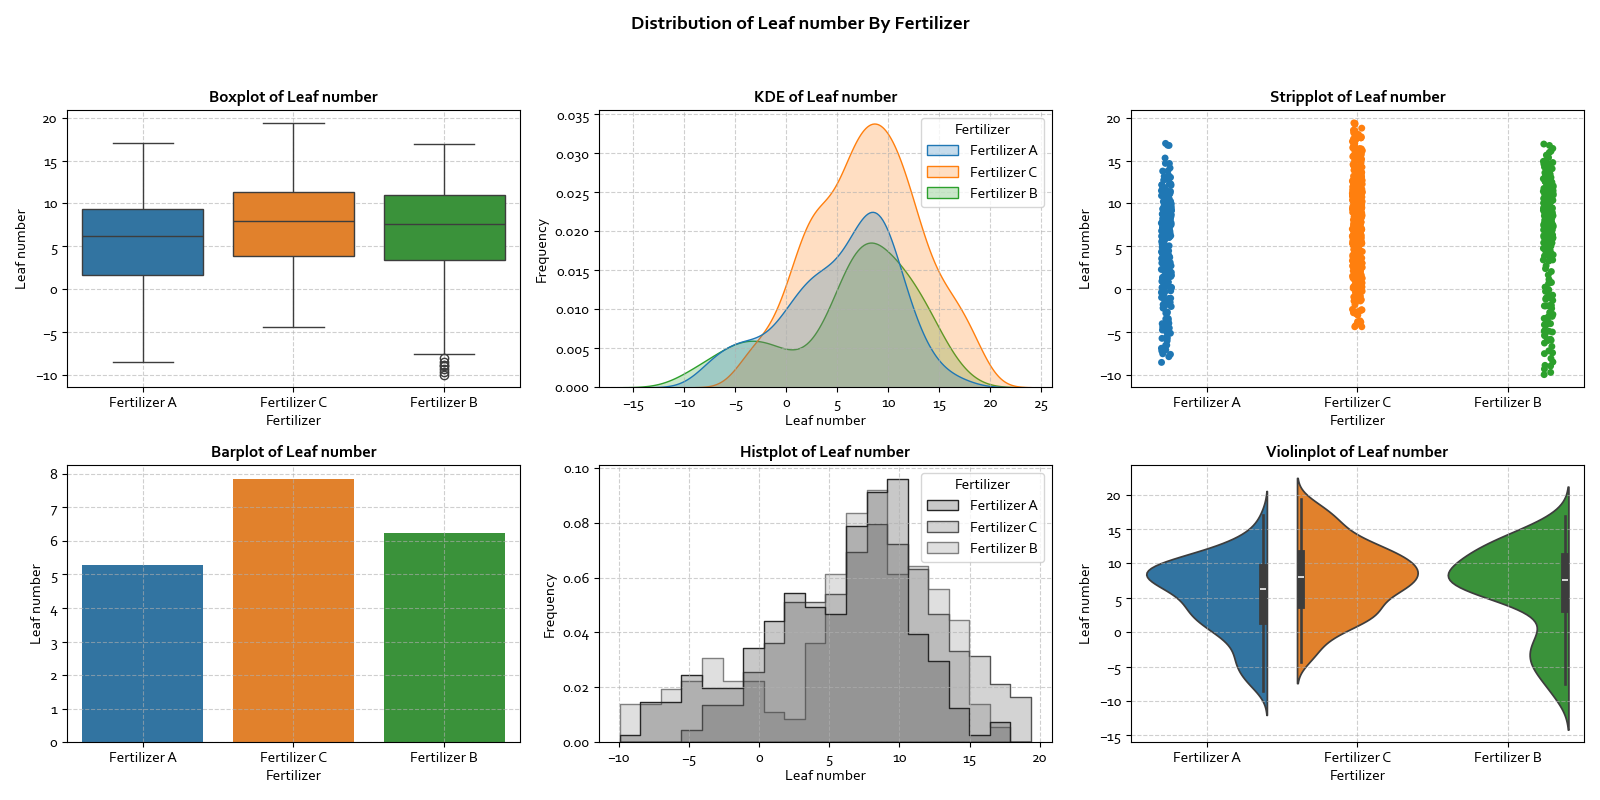 Distribution of Leaf number By Fertilizer
Boxplot of Leaf number
Leaf number
20
15
10
5
0
−5
−10
Fertilizer A
Fertilizer C
Fertilizer B
Fertilizer
KDE of Leaf number
Frequency
0.035
0.030
0.025
0.020
0.015
0.010
0.005
0.000
Fertilizer
Fertilizer A
Fertilizer C
Fertilizer B
−15
−10
−5
0
5
10
15
20
25
Leaf number
Stripplot of Leaf number
Leaf number
20
15
10
5
0
−5
−10
Fertilizer A
Fertilizer C
Fertilizer B
Fertilizer
Barplot of Leaf number
Leaf number
8
7
6
5
4
3
2
1
0
Fertilizer A
Fertilizer C
Fertilizer B
Fertilizer
Histplot of Leaf number
Frequency
0.10
0.08
0.06
0.04
0.02
0.00
Fertilizer
Fertilizer A
Fertilizer C
Fertilizer B
−10
−5
0
5
10
15
20
Leaf number
Violinplot of Leaf number
Leaf number
20
15
10
5
0
−5
−10
−15
Fertilizer A
Fertilizer C
Fertilizer B
Fertilizer